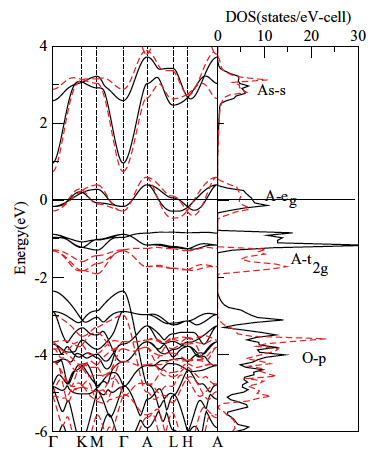 DOS(states/eV-cell)
0 10 20 30
4
As-s
2
A-eg
0
Energy(eV)
A-t2g
-2
O-p
-4
-6
Γ K M Γ A L H A